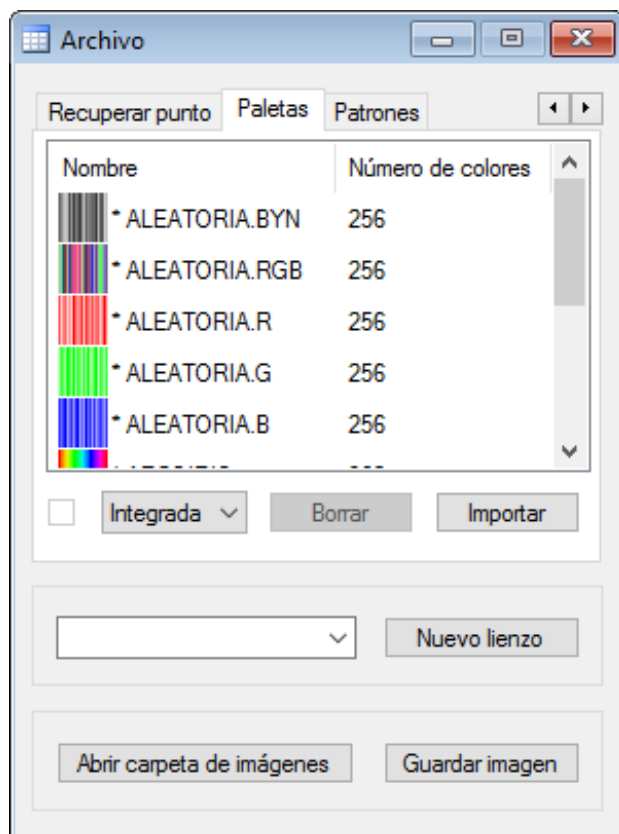 Archivo
Recuperar punto Paletas Patrones
Nombre Número de colores
* ALEATORIA.BYN 256
* ALEATORIA.RGB 256
* ALEATORIA.R 256
* ALEATORIA.G 256
* ALEATORIA.B 256
Integrada Borrar Importar
Nuevo lienzo
Abrir carpeta de imágenes Guardar imagen